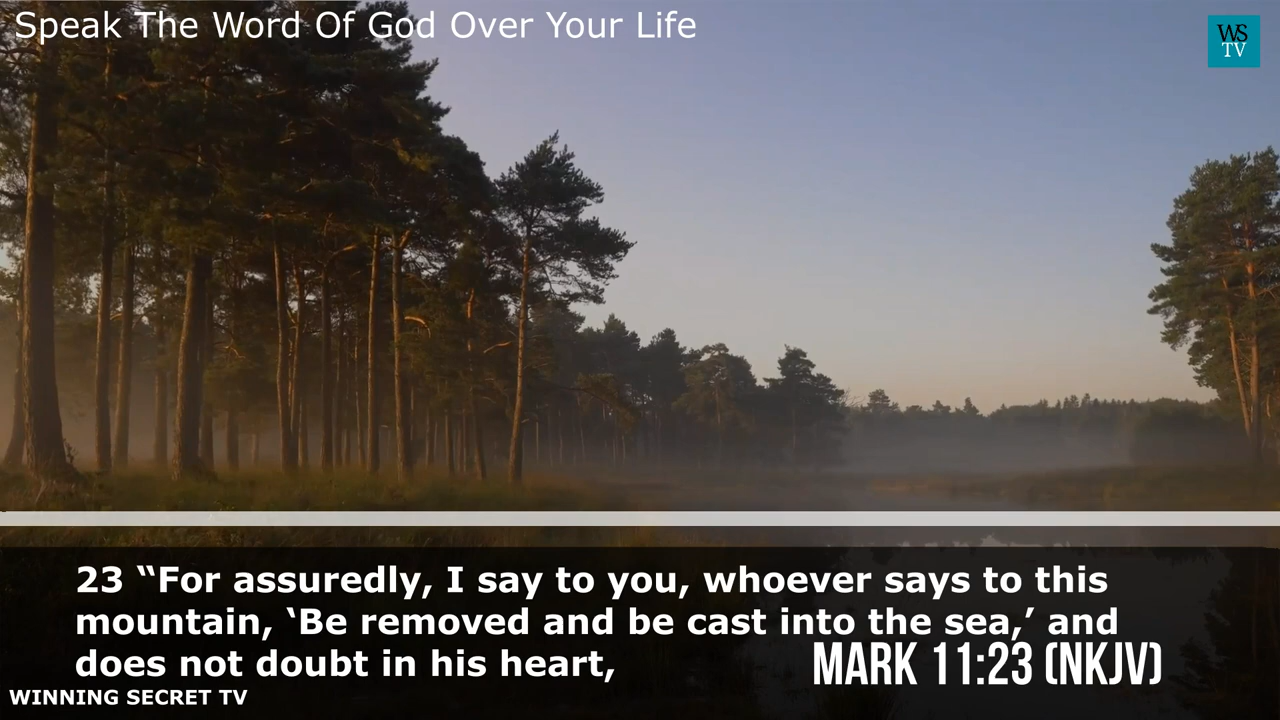 Speak The Word Of God Over Your Life
WS
TV
23 “For assuredly, I say to you, whoever says to this
mountain, ‘Be removed and be cast into the sea,’ and
does not doubt in his heart,
MARK 11:23 (NKJV)
WINNING SECRET TV